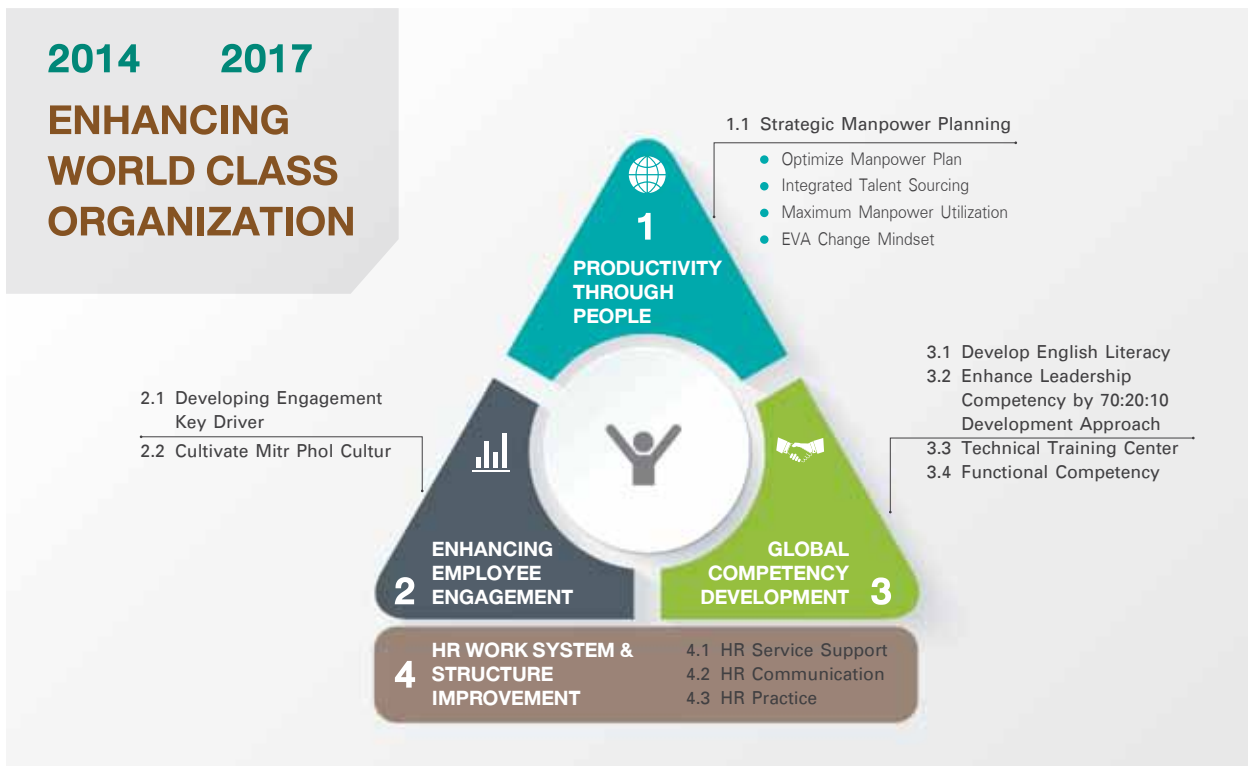 2014 2017
ENHANCING
WORLD CLASS
ORGANIZATION
1.1 Strategic Manpower Planning
• Optimize Manpower Plan
• Integrated Talent Sourcing
• Maximum Manpower Utilization
• EVA Change Mindset
1
PRODUCTIVITY
THROUGH
PEOPLE
2.1 Developing Engagement
Key Driver
2.2 Cultivate Mitr Phol Cultur
3.1 Develop English Literacy
3.2 Enhance Leadership
Competency by 70:20:10
Development Approach
3.3 Technical Training Center
3.4 Functional Competency
2
ENHANCING
EMPLOYEE
ENGAGEMENT
GLOBAL
COMPETENCY
DEVELOPMENT
3
4
HR WORK SYSTEM &
STRUCTURE
IMPROVEMENT
4.1 HR Service Support
4.2 HR Communication
4.3 HR Practice